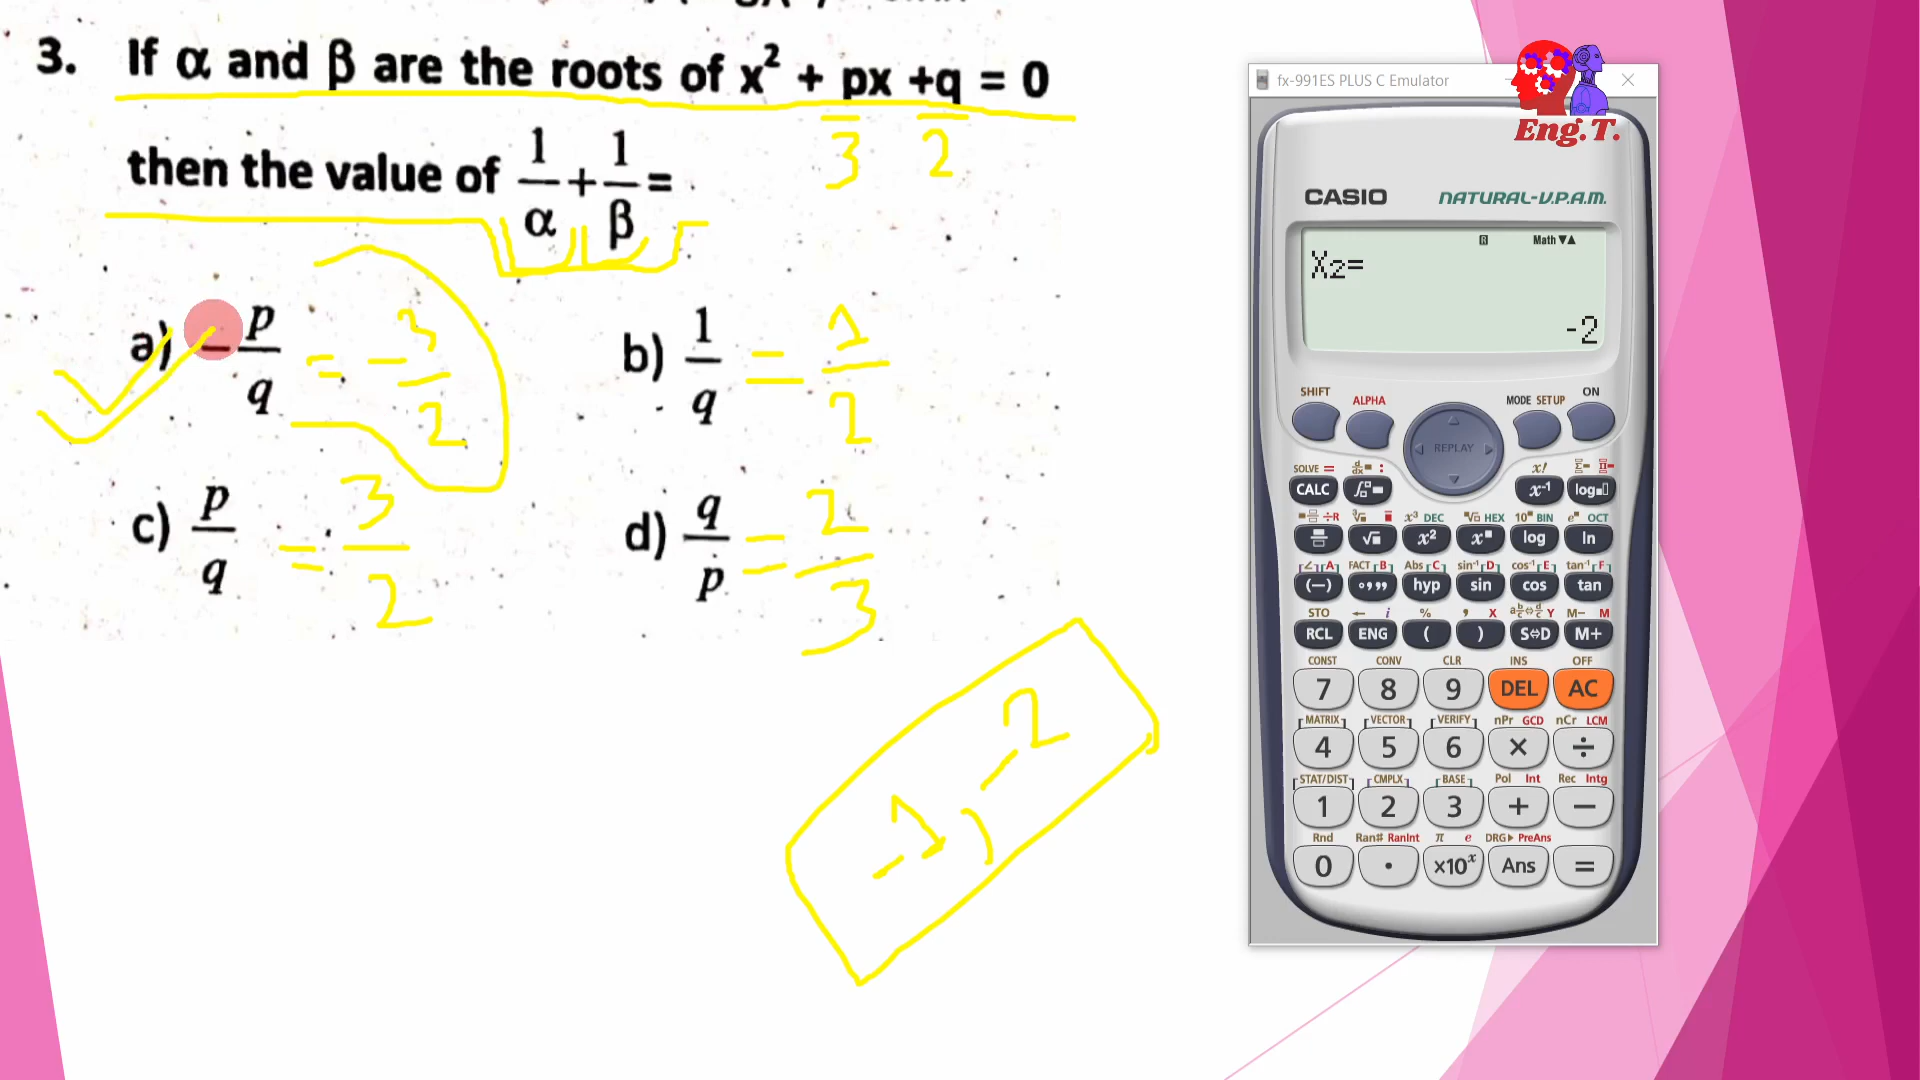 3. If α and β are the roots of x² + px +q = 0
3 2
then the value of 1/α + 1/β =
a) - p/q = - 3/2
b) 1/q = 1/2
c) p/q = 3/2
d) q/p = 2/3
-1, -2
fx-991ES PLUS C Emulator
Eng.T.
CASIO NATURAL-V.P.A.M.
R Math▼▲
X₂=
-2
SHIFT ALPHA MODE SETUP ON
REPLAY
SOLVE = d/dx : x! Σ Π
CALC ∫ x⁻¹ log
÷R ³√ x³ DEC ˣ√ HEX 10ˣ BIN eˣ OCT
√ x² xⁿ log ln
∠ A FACT B Abs C sin⁻¹ D cos⁻¹ E tan⁻¹ F
(−) °’” hyp sin cos tan
STO ← i % , X a b/c⇔d/c Y M− M
RCL ENG ( ) S⇔D M+
CONST CONV CLR INS OFF
7 8 9 DEL AC
MATRIX VECTOR VERIFY nPr GCD nCr LCM
4 5 6 × ÷
STAT/DIST CMPLX BASE Pol Int Rec Intg
1 2 3 + −
Rnd Ran# RanInt π e DRG▶ PreAns
0 . ×10ˣ Ans =